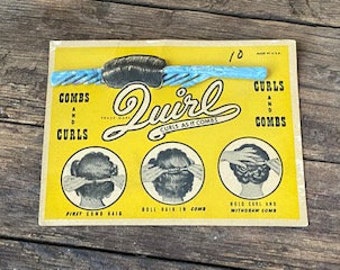 10
MADE IN U.S.A.
COMBS
AND
CURLS
Quirl
TRADE MARK
CURLS AS IT COMBS
CURLS
AND
COMBS
FIRST COMB HAIR
ROLL HAIR IN COMB
HOLD CURL AND
WITHDRAW COMB